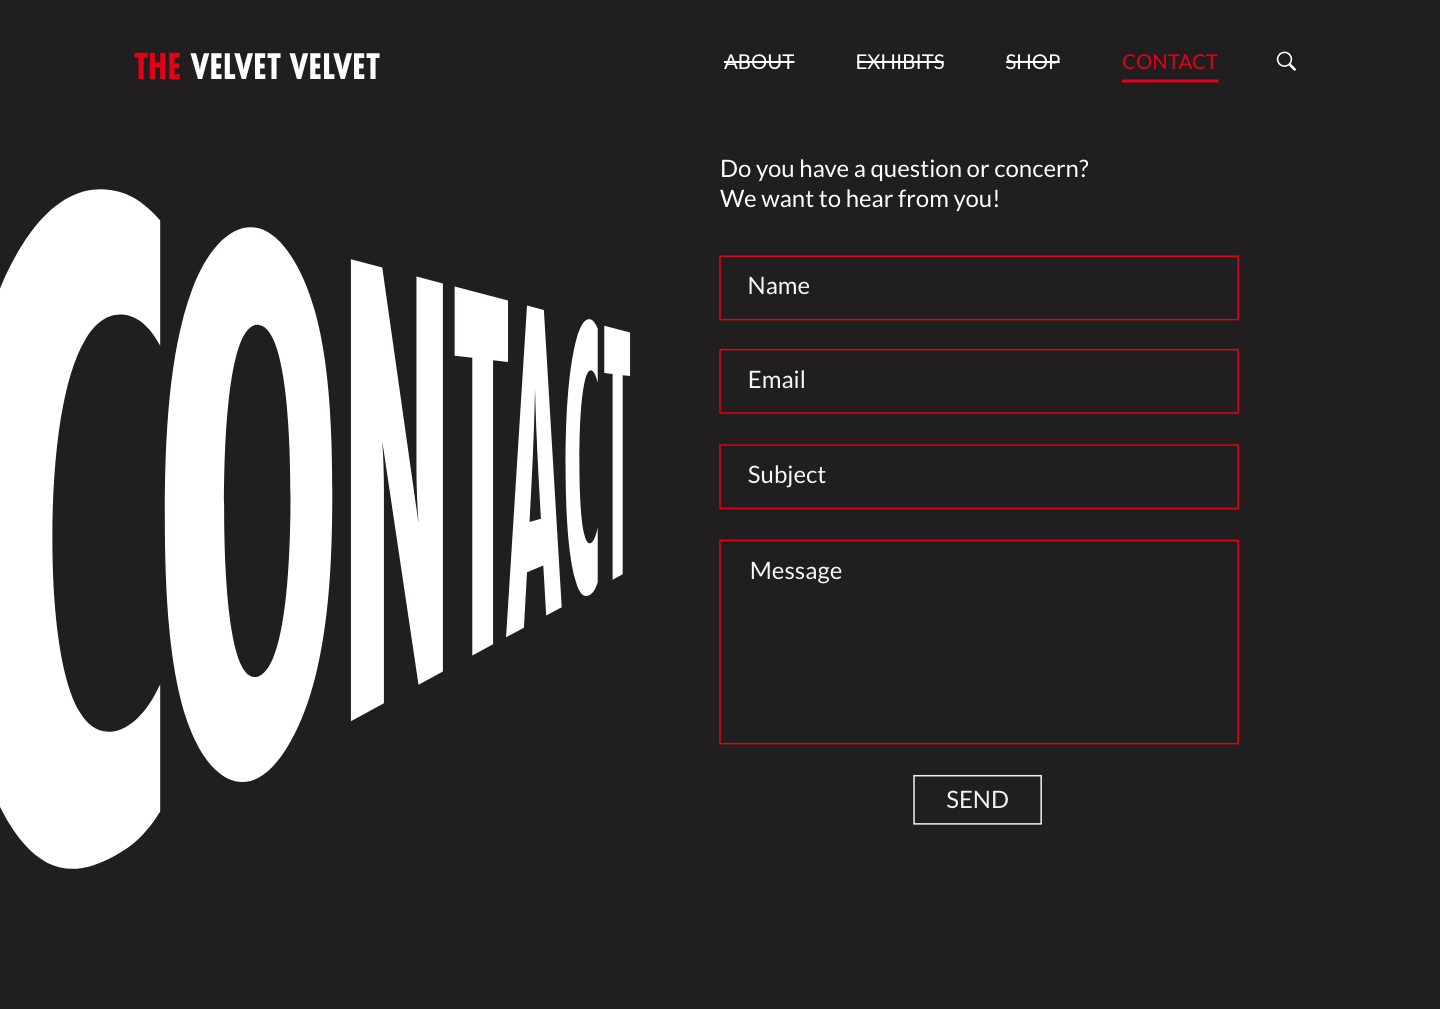 THE VELVET VELVET
ABOUT EXHIBITS SHOP CONTACT
Do you have a question or concern?
We want to hear from you!
CONTACT
Name
Email
Subject
Message
SEND